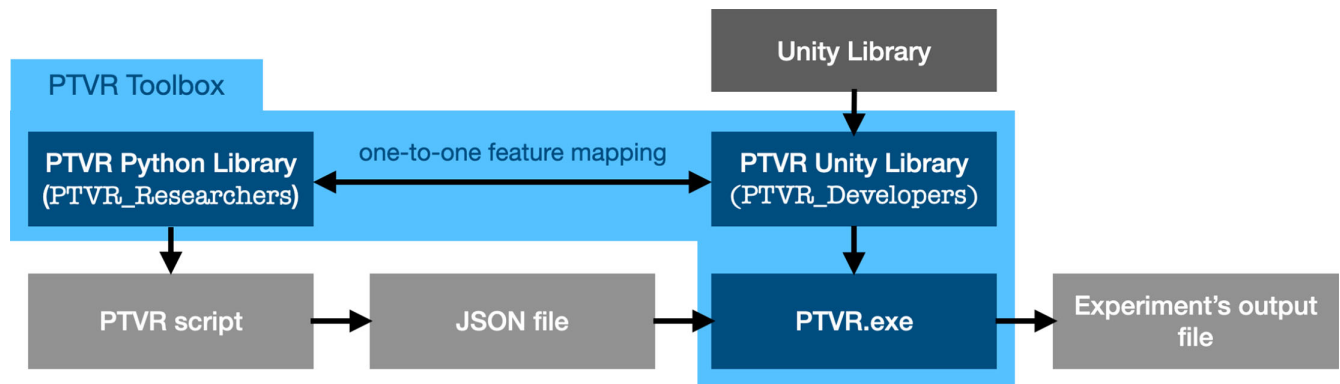 Unity Library
PTVR Toolbox
PTVR Python Library
(PTVR_Researchers)
one-to-one feature mapping
PTVR Unity Library
(PTVR_Developers)
PTVR script
JSON file
PTVR.exe
Experiment's output
file